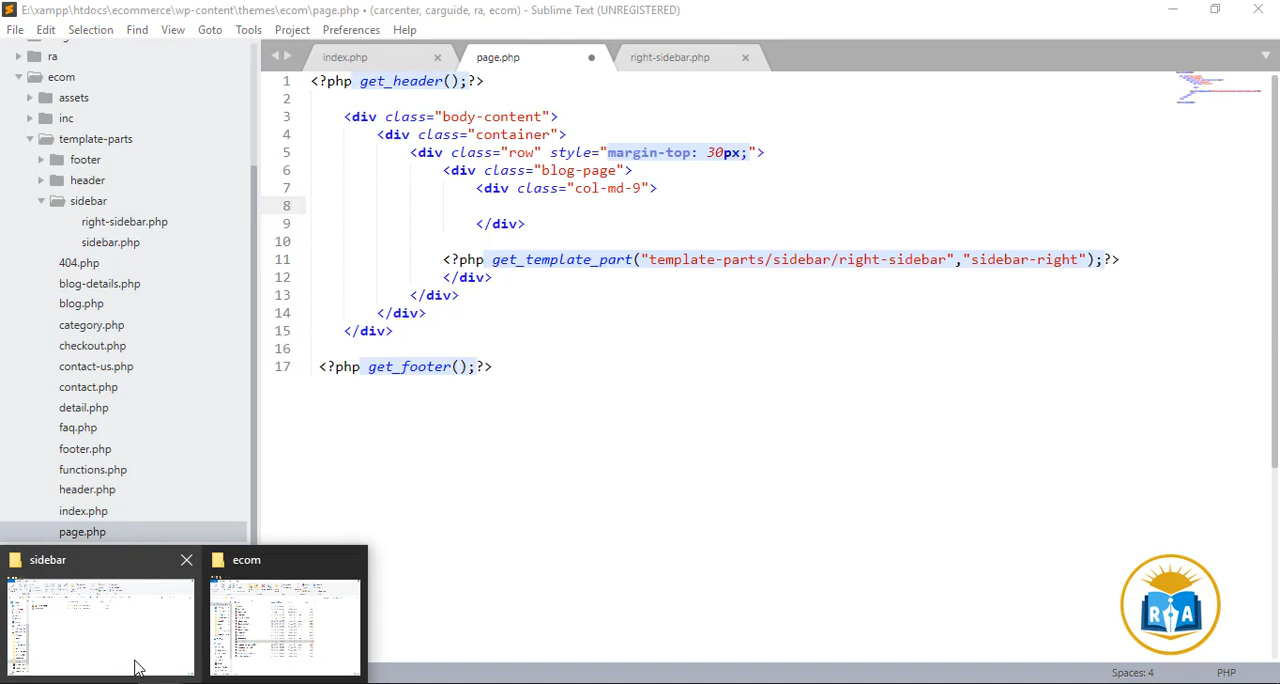 E:\xampp\htdocs\ecommerce\wp-content\themes\ecom\page.php • (carcenter, carguide, ra, ecom) - Sublime Text (UNREGISTERED)
File Edit Selection Find View Goto Tools Project Preferences Help
index.php page.php right-sidebar.php
ra
ecom
assets
inc
template-parts
footer
header
sidebar
right-sidebar.php
sidebar.php
404.php
blog-details.php
blog.php
category.php
checkout.php
contact-us.php
contact.php
detail.php
faq.php
footer.php
functions.php
header.php
index.php
page.php
1 <?php get_header();?>
2
3 <div class="body-content">
4 <div class="container">
5 <div class="row" style="margin-top: 30px;">
6 <div class="blog-page">
7 <div class="col-md-9">
8
9 </div>
10
11 <?php get_template_part("template-parts/sidebar/right-sidebar","sidebar-right");?>
12 </div>
13 </div>
14 </div>
15 </div>
16
17 <?php get_footer();?>
sidebar
ecom
RIA
Spaces: 4 PHP